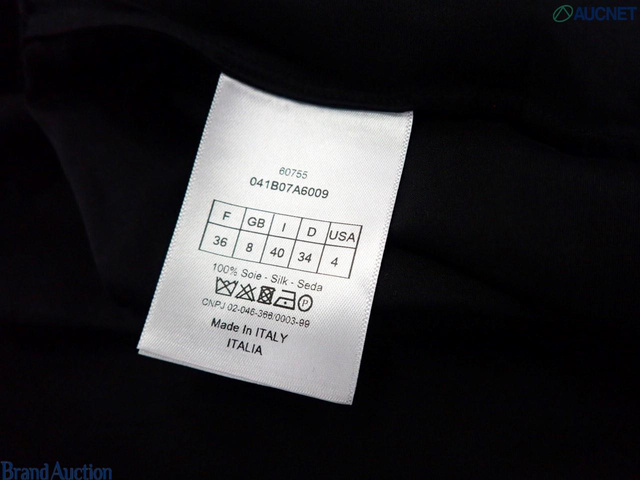 AUCNET
60755
041B07A6009
F GB I D USA
36 8 40 34 4
100% Soie - Silk - Seda
P
CNPJ 02-046-366/0003-99
Made In ITALY
ITALIA
Brand Auction